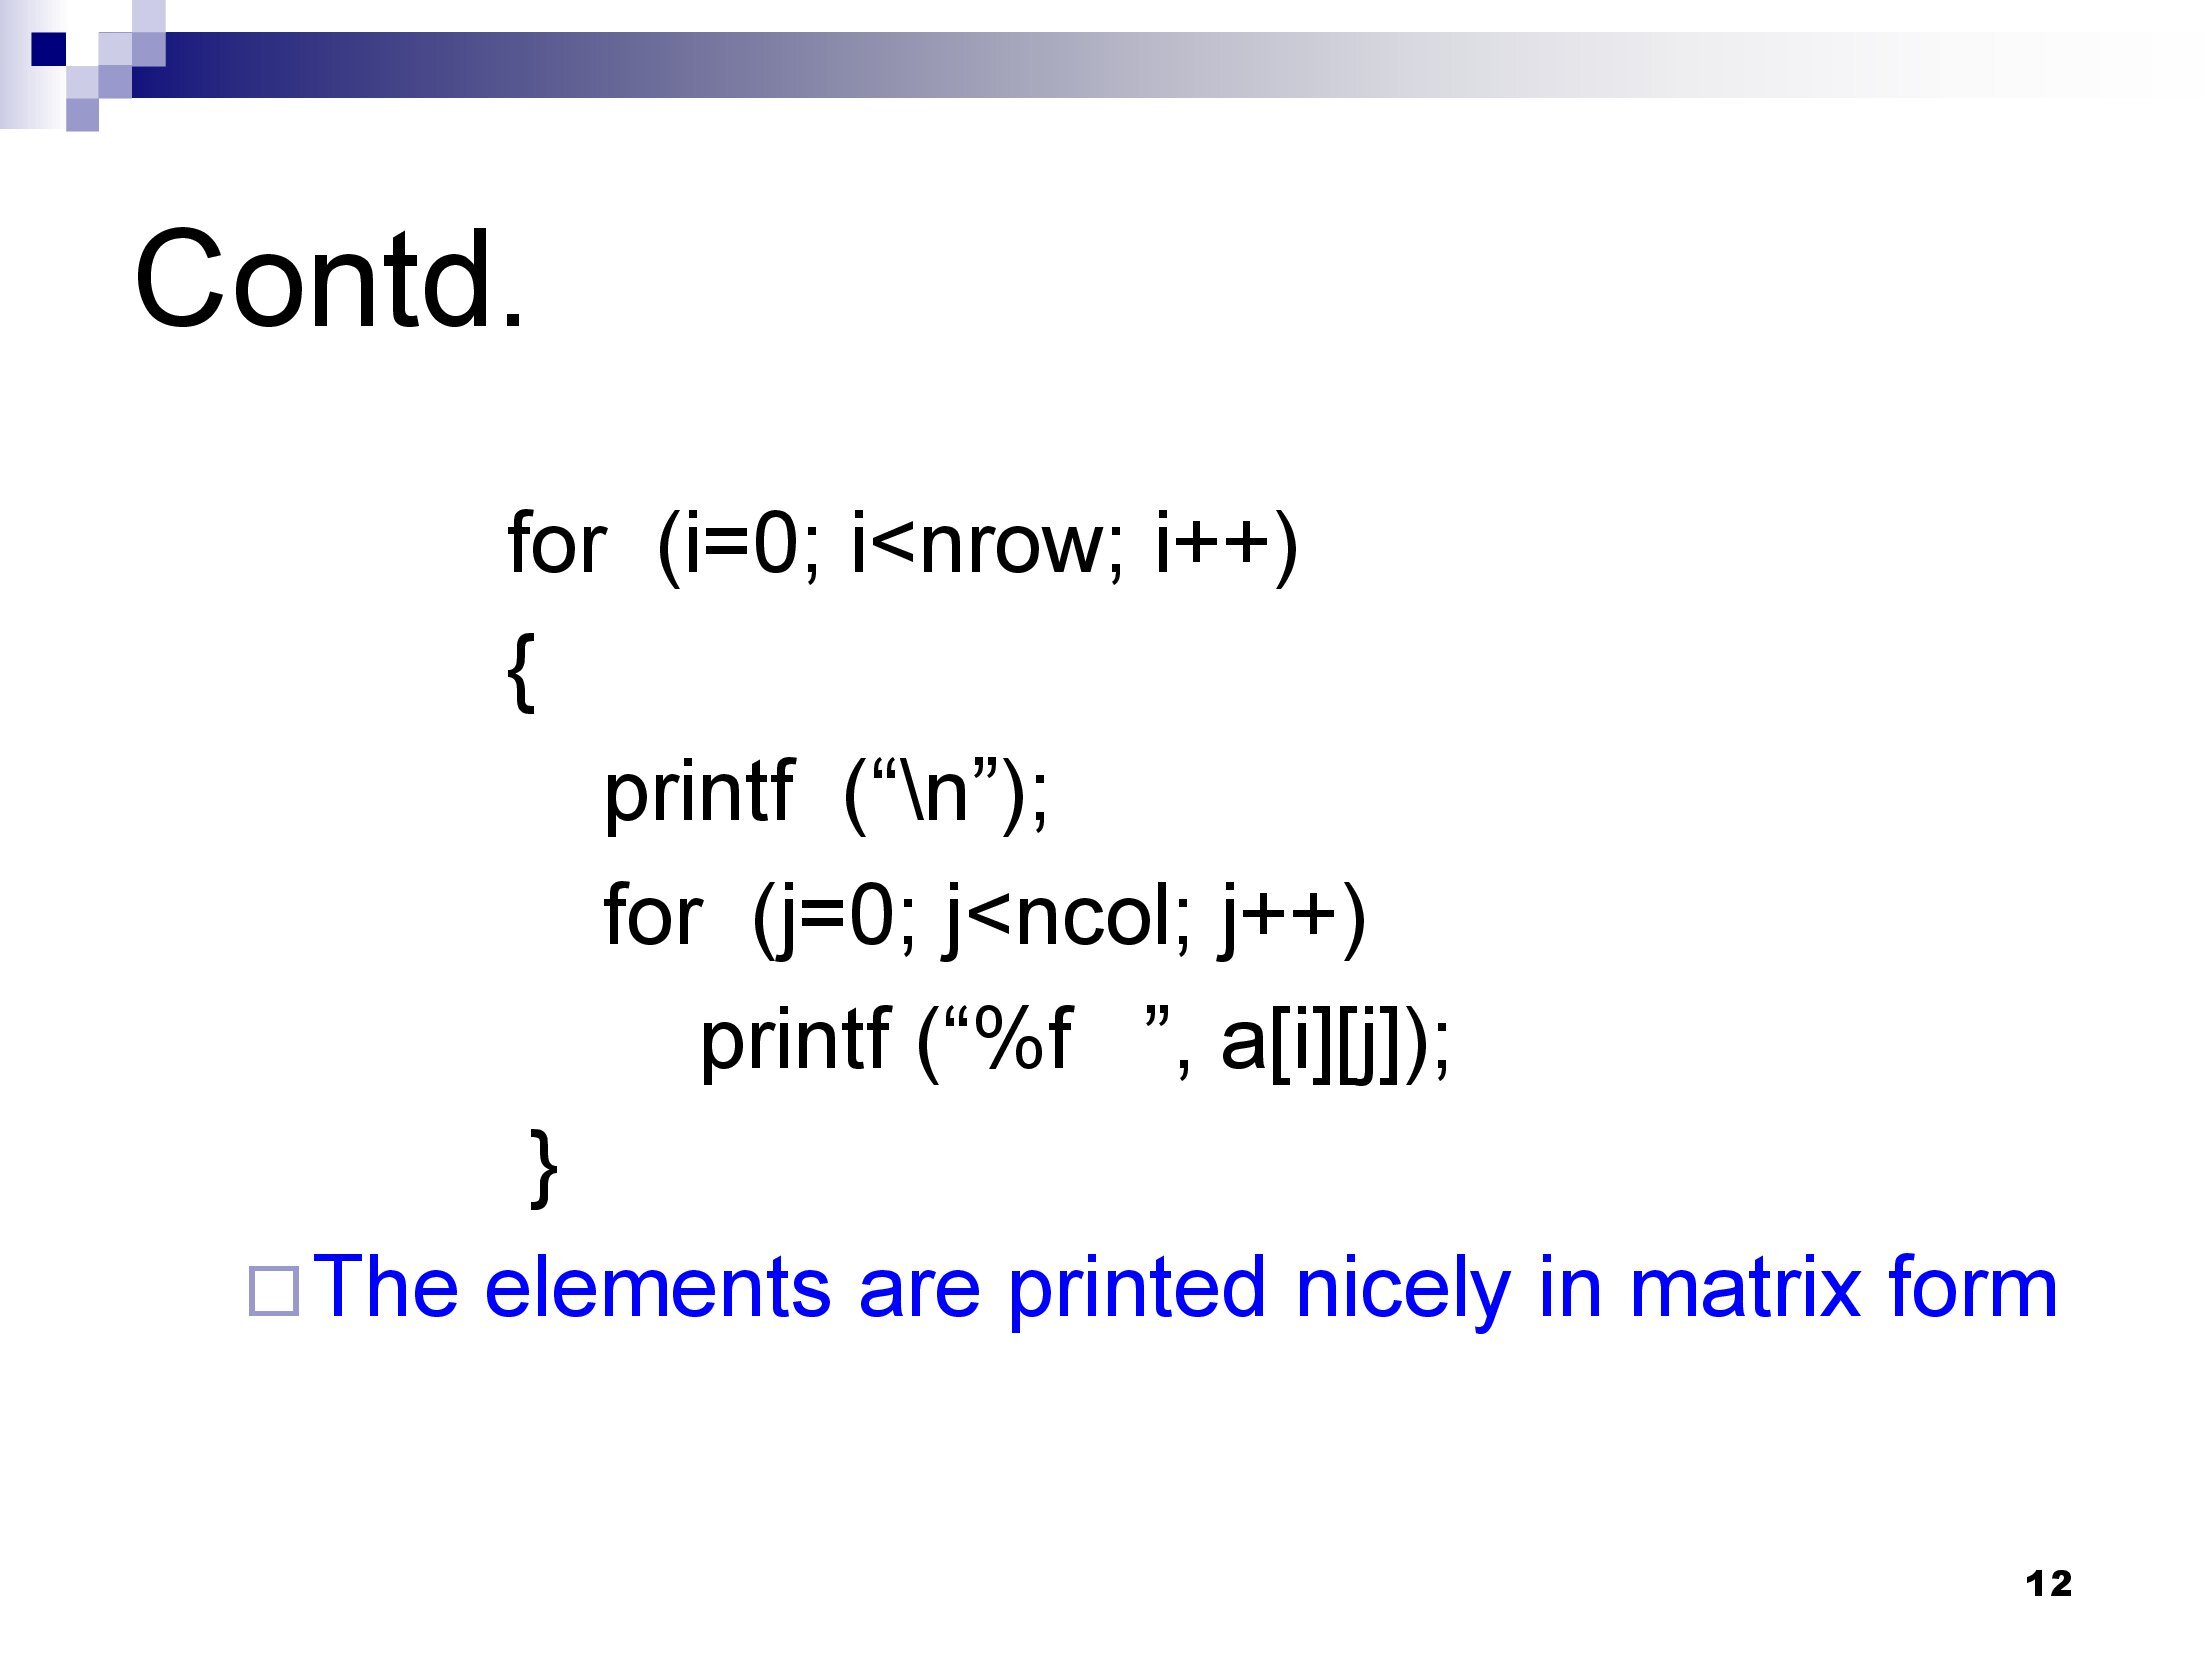 Contd.
for  (i=0; i<nrow; i++)
{
printf  (“\n”);
for  (j=0; j<ncol; j++)
printf (“%f   ”, a[i][j]);
}
The elements are printed nicely in matrix form
12